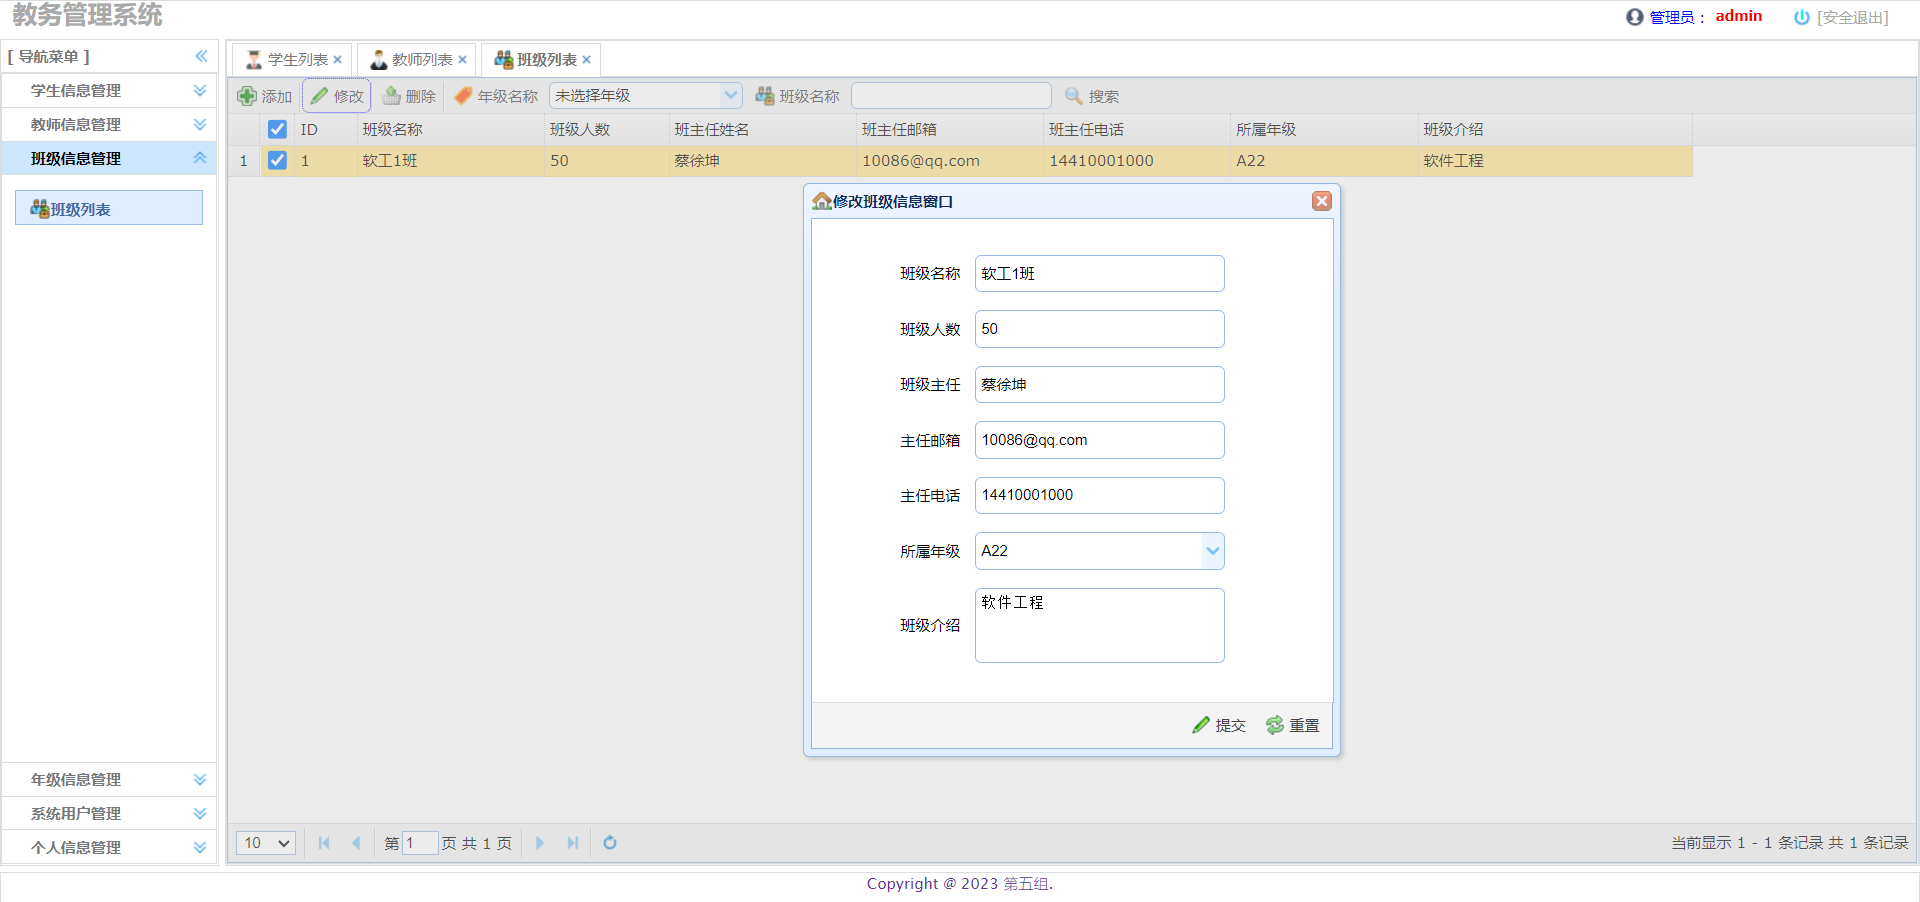 教务管理系统
管理员： admin [安全退出]
[ 导航菜单 ]
学生信息管理
教师信息管理
班级信息管理
班级列表
年级信息管理
系统用户管理
个人信息管理
学生列表 教师列表 班级列表
添加 修改 删除 年级名称 未选择年级 班级名称 搜索
ID 班级名称 班级人数 班主任姓名 班主任邮箱 班主任电话 所属年级 班级介绍
1 1 软工1班 50 蔡徐坤 10086@qq.com 14410001000 A22 软件工程
修改班级信息窗口
班级名称 软工1班
班级人数 50
班级主任 蔡徐坤
主任邮箱 10086@qq.com
主任电话 14410001000
所属年级 A22
班级介绍 软件工程
提交 重置
10 第 1 页 共 1 页
当前显示 1 - 1 条记录 共 1 条记录
Copyright @ 2023 第五组.